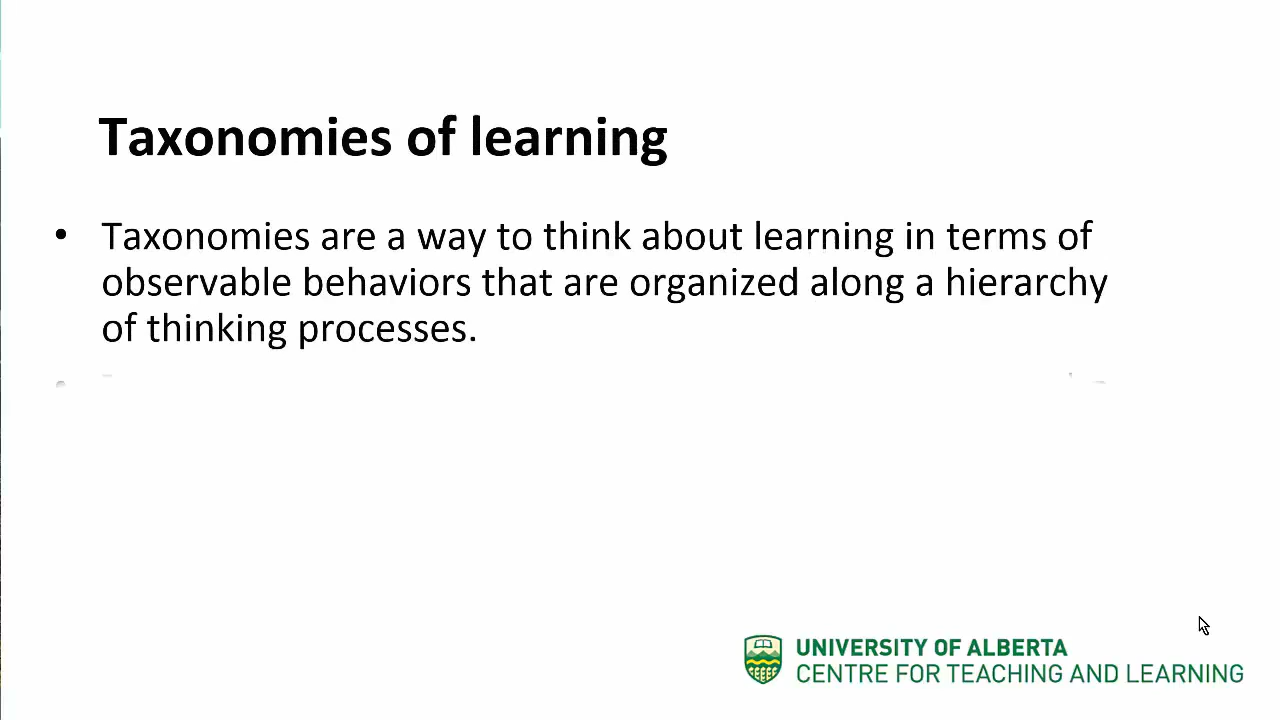 Taxonomies of learning
• Taxonomies are a way to think about learning in terms of
observable behaviors that are organized along a hierarchy
of thinking processes.
UNIVERSITY OF ALBERTA
CENTRE FOR TEACHING AND LEARNING